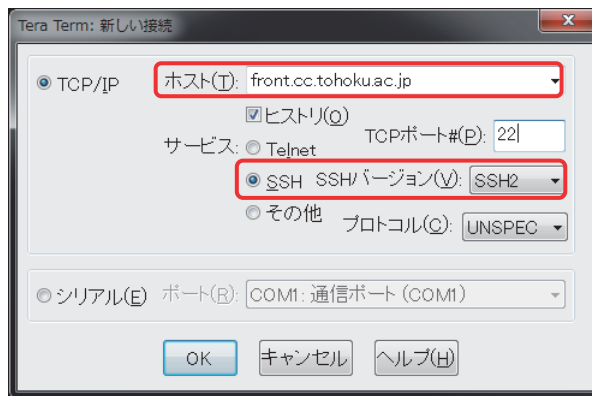 Tera Term: 新しい接続
TCP/IP ホスト(T): front.cc.tohoku.ac.jp
ヒストリ(O)
サービス: Telnet TCPポート#(P): 22
SSH SSHバージョン(V): SSH2
その他 プロトコル(C): UNSPEC
シリアル(E) ポート(R): COM1: 通信ポート (COM1)
OK キャンセル ヘルプ(H)